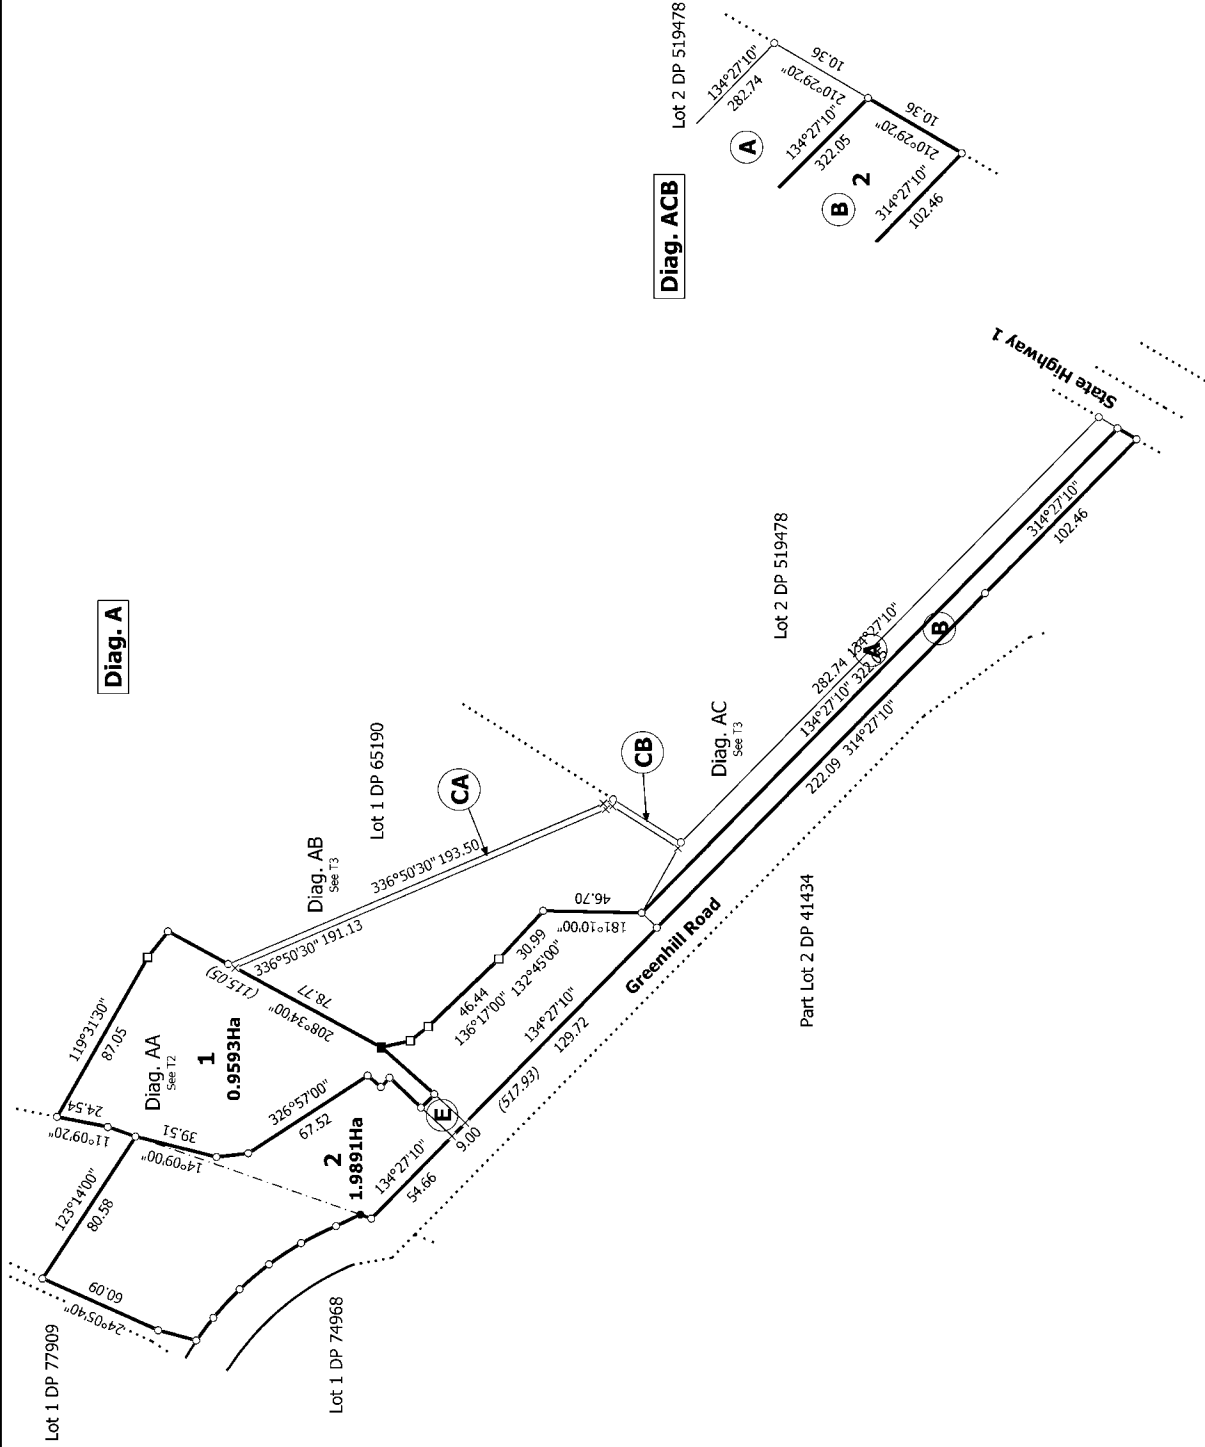 Diag. A
Lot 1 DP 77909
24°05'40"
60.09
123°14'00"
80.58
11°09'20"
24.54
119°31'30"
87.05
Diag. AA
See T2
1
0.9593Ha
14°09'00"
39.51
326°57'00"
67.52
(115.05)
208°34'00"
78.77
2
1.9891Ha
134°27'10"
54.66
E
9.00
Lot 1 DP 74968
Diag. AB
See T3
Lot 1 DP 65190
336°50'30" 193.50
336°50'30" 191.13
CA
CB
46.44
136°17'00"
30.99
132°45'00"
46.70
181°10'00"
134°27'10"
129.72
(517.93)
Greenhill Road
Part Lot 2 DP 41434
Diag. AC
See T3
Lot 2 DP 519478
282.74 134°27'10"
134°27'10" 322.05
A
B
222.09 314°27'10"
314°27'10"
102.46
State Highway 1
Diag. ACB
Lot 2 DP 519478
134°27'10"
282.74
210°29'20"
10.36
A
134°27'10"
322.05
B
2
210°29'20"
10.36
314°27'10"
102.46